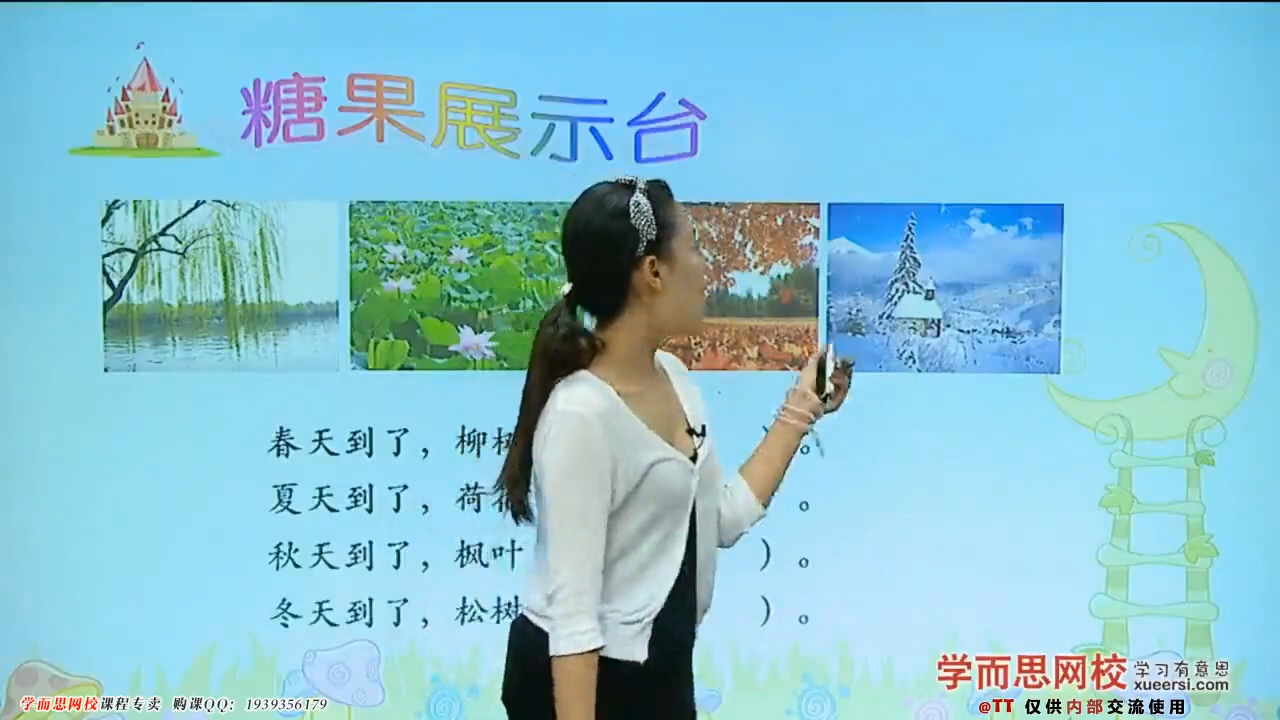 糖果展示台
春天到了，柳树 ）。
夏天到了，荷花 。
秋天到了，枫叶 ）。
冬天到了，松树 ）。
学而思网校 学习有意思
xueersi.com
学而思网校课程专卖 购课QQ：1939356179
@TT 仅供内部交流使用